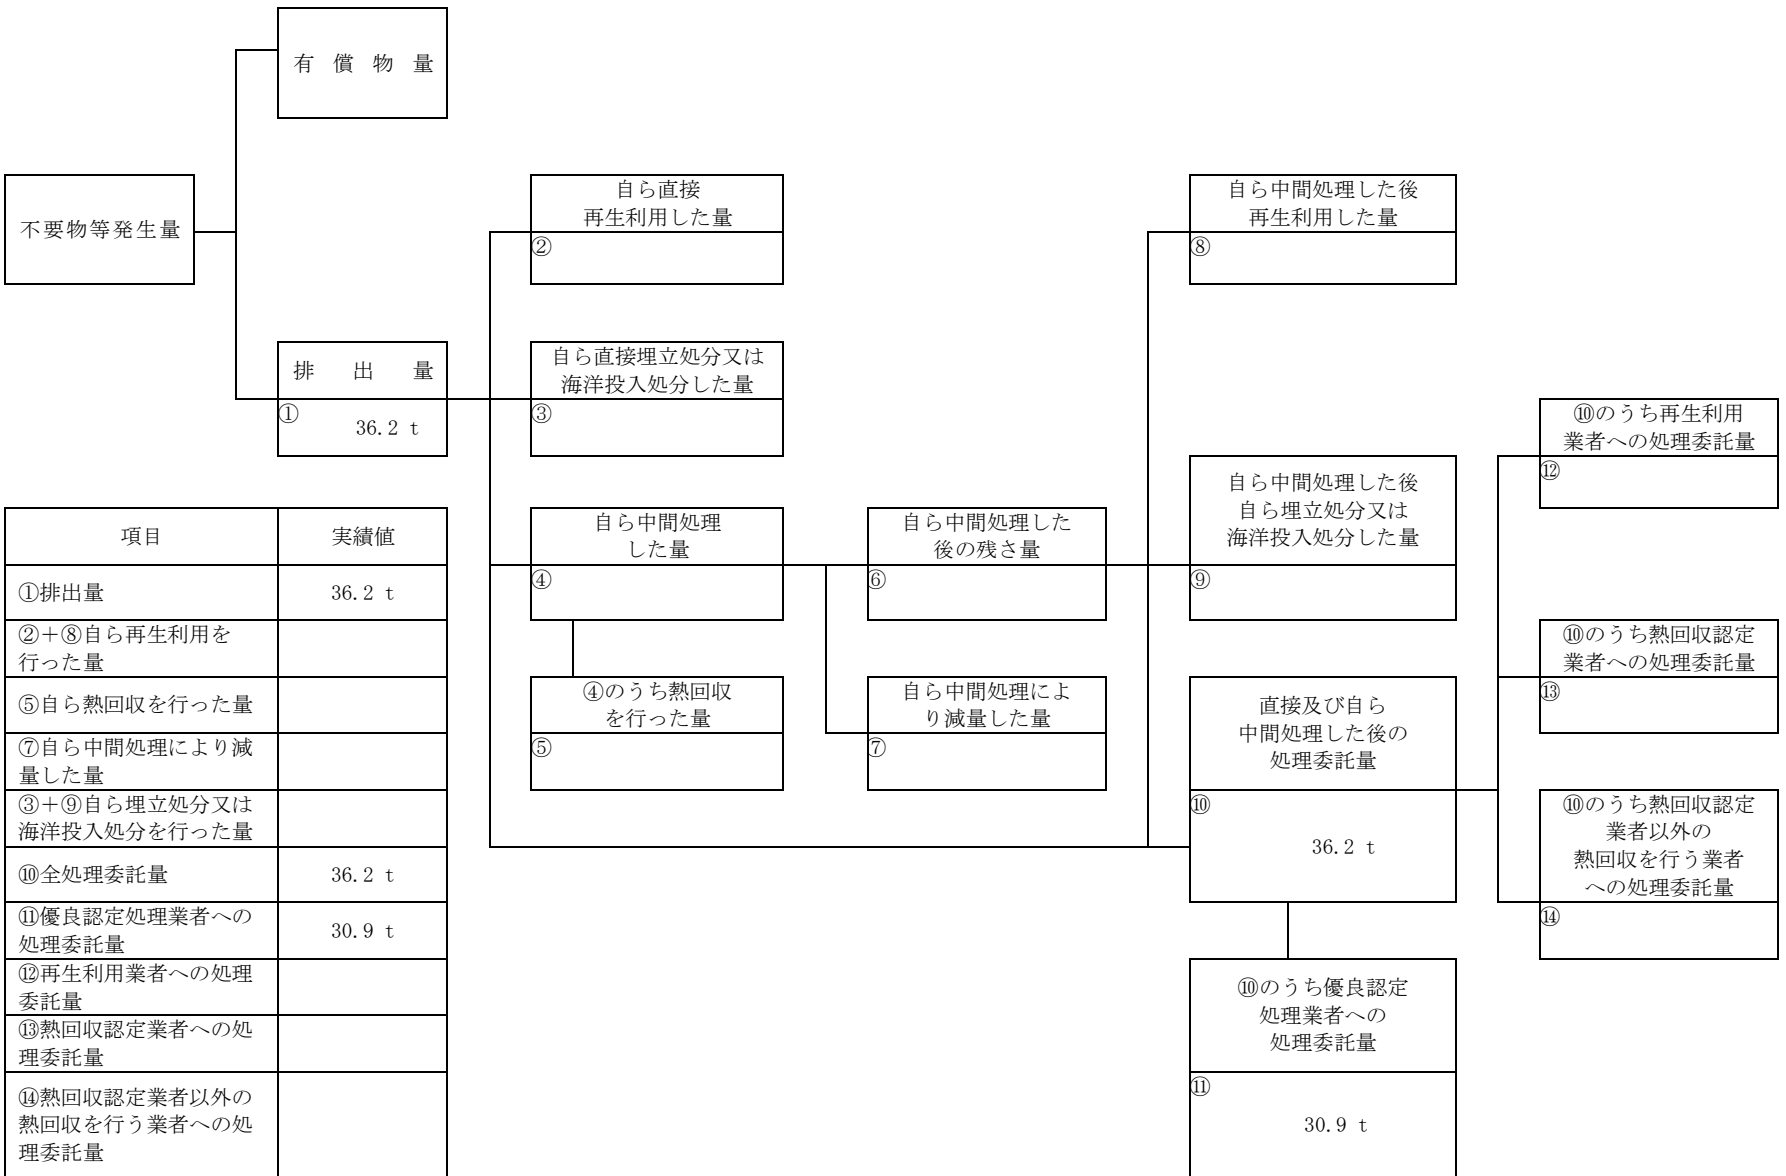 有償物量
不要物等発生量
排出量
①
36.2 t
自ら直接
再生利用した量
②
自ら直接埋立処分又は
海洋投入処分した量
③
自ら中間処理
した量
④
④のうち熱回収
を行った量
⑤
自ら中間処理した
後の残さ量
⑥
自ら中間処理によ
り減量した量
⑦
自ら中間処理した後
再生利用した量
⑧
自ら中間処理した後
自ら埋立処分又は
海洋投入処分した量
⑨
直接及び自ら
中間処理した後の
処理委託量
⑩
36.2 t
⑩のうち優良認定
処理業者への
処理委託量
⑪
30.9 t
⑩のうち再生利用
業者への処理委託量
⑫
⑩のうち熱回収認定
業者への処理委託量
⑬
⑩のうち熱回収認定
業者以外の
熱回収を行う業者
への処理委託量
⑭
項目 実績値
①排出量 36.2 t
②＋⑧自ら再生利用を
行った量
⑤自ら熱回収を行った量
⑦自ら中間処理により減
量した量
③＋⑨自ら埋立処分又は
海洋投入処分を行った量
⑩全処理委託量 36.2 t
⑪優良認定処理業者への
処理委託量 30.9 t
⑫再生利用業者への処理
委託量
⑬熱回収認定業者への処
理委託量
⑭熱回収認定業者以外の
熱回収を行う業者への処
理委託量